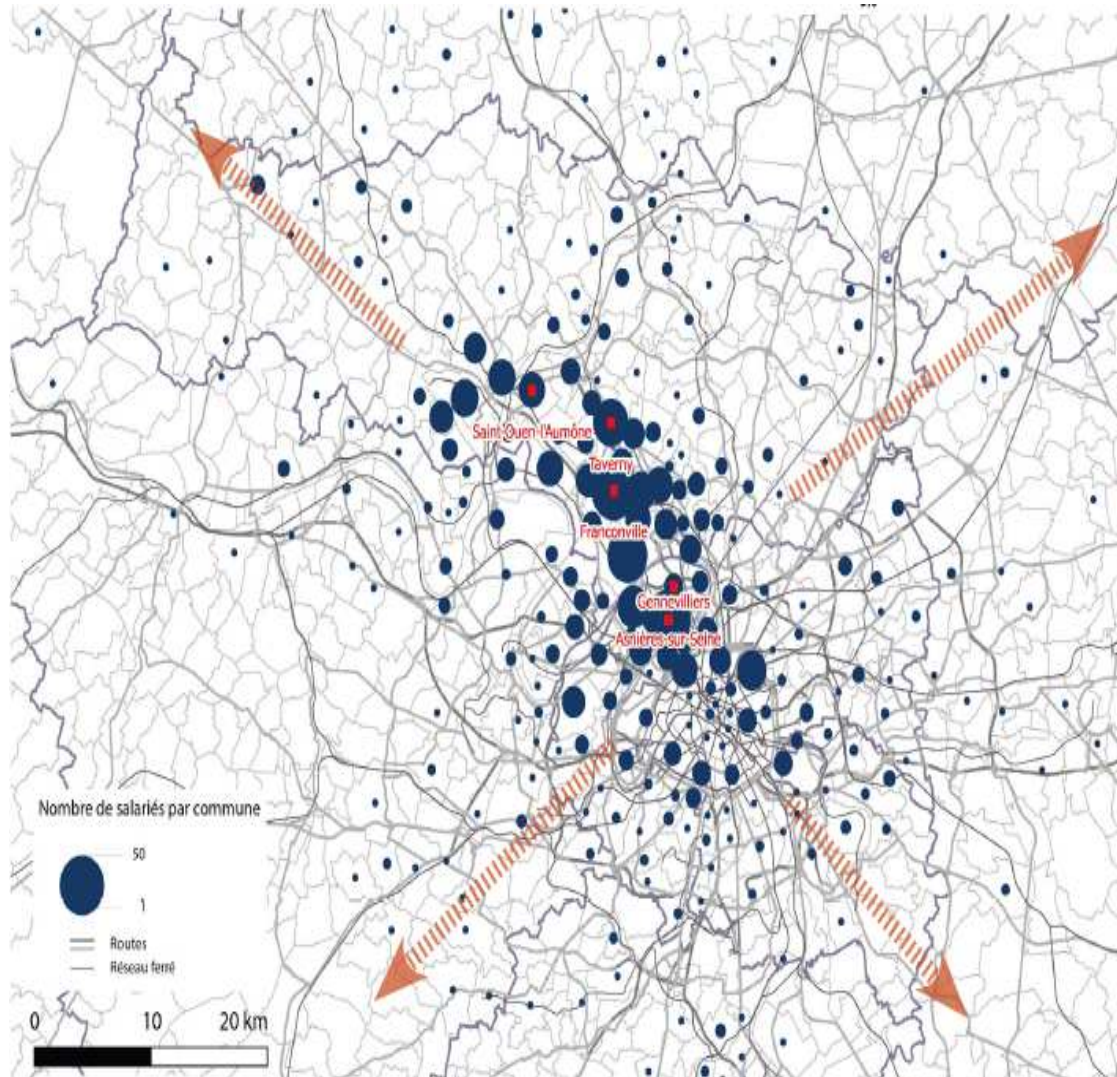 Saint-Ouen-l'Aumône
Taverny
Franconville
Gennevilliers
Asnières-sur-Seine
Nombre de salariés par commune
50
1
Routes
Réseau ferré
0 10 20 km